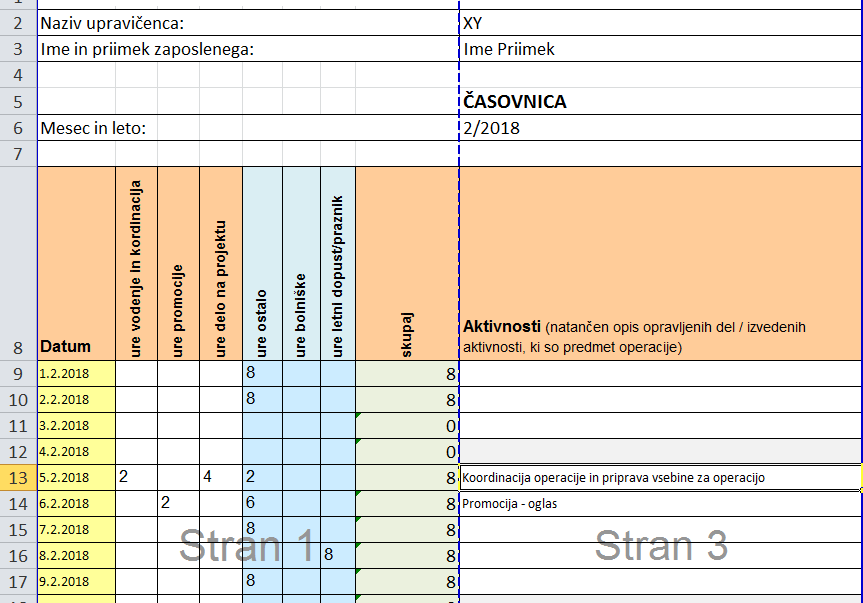 1
2 Naziv upravičenca: XY
3 Ime in priimek zaposlenega: Ime Priimek
4
5 ČASOVNICA
6 Mesec in leto: 2/2018
7
8 Datum ure vodenje in kordinacija ure promocije ure delo na projektu ure ostalo ure bolniške ure letni dopust/praznik skupaj Aktivnosti (natančen opis opravljenih del / izvedenih
aktivnosti, ki so predmet operacije)
9 1.2.2018 8 8
10 2.2.2018 8 8
11 3.2.2018 0
12 4.2.2018 0
13 5.2.2018 2 4 2 8 Koordinacija operacije in priprava vsebine za operacijo
14 6.2.2018 2 6 8 Promocija - oglas
15 7.2.2018 8 8
Stran 1 Stran 3
16 8.2.2018 8 8
17 9.2.2018 8 8